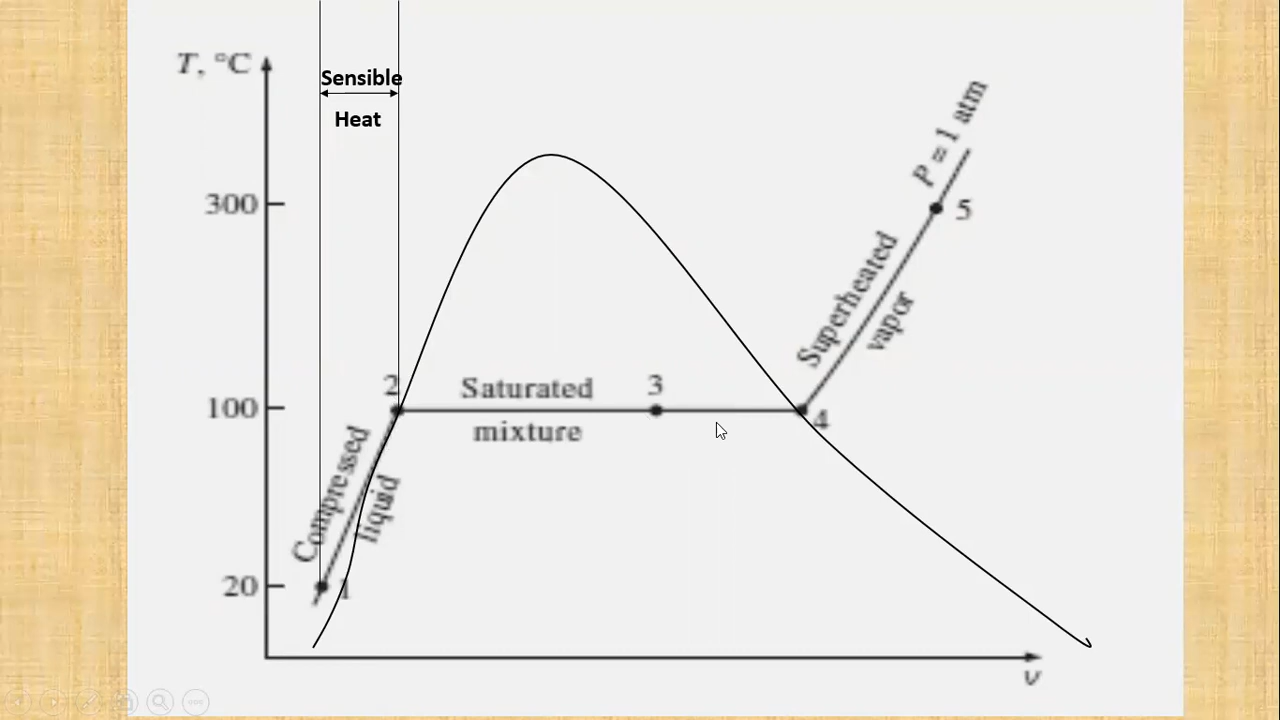 T, °C
Sensible
Heat
P = 1 atm
300
5
Superheated
vapor
2
Saturated
3
100
mixture
4
Compressed
liquid
20
1
v